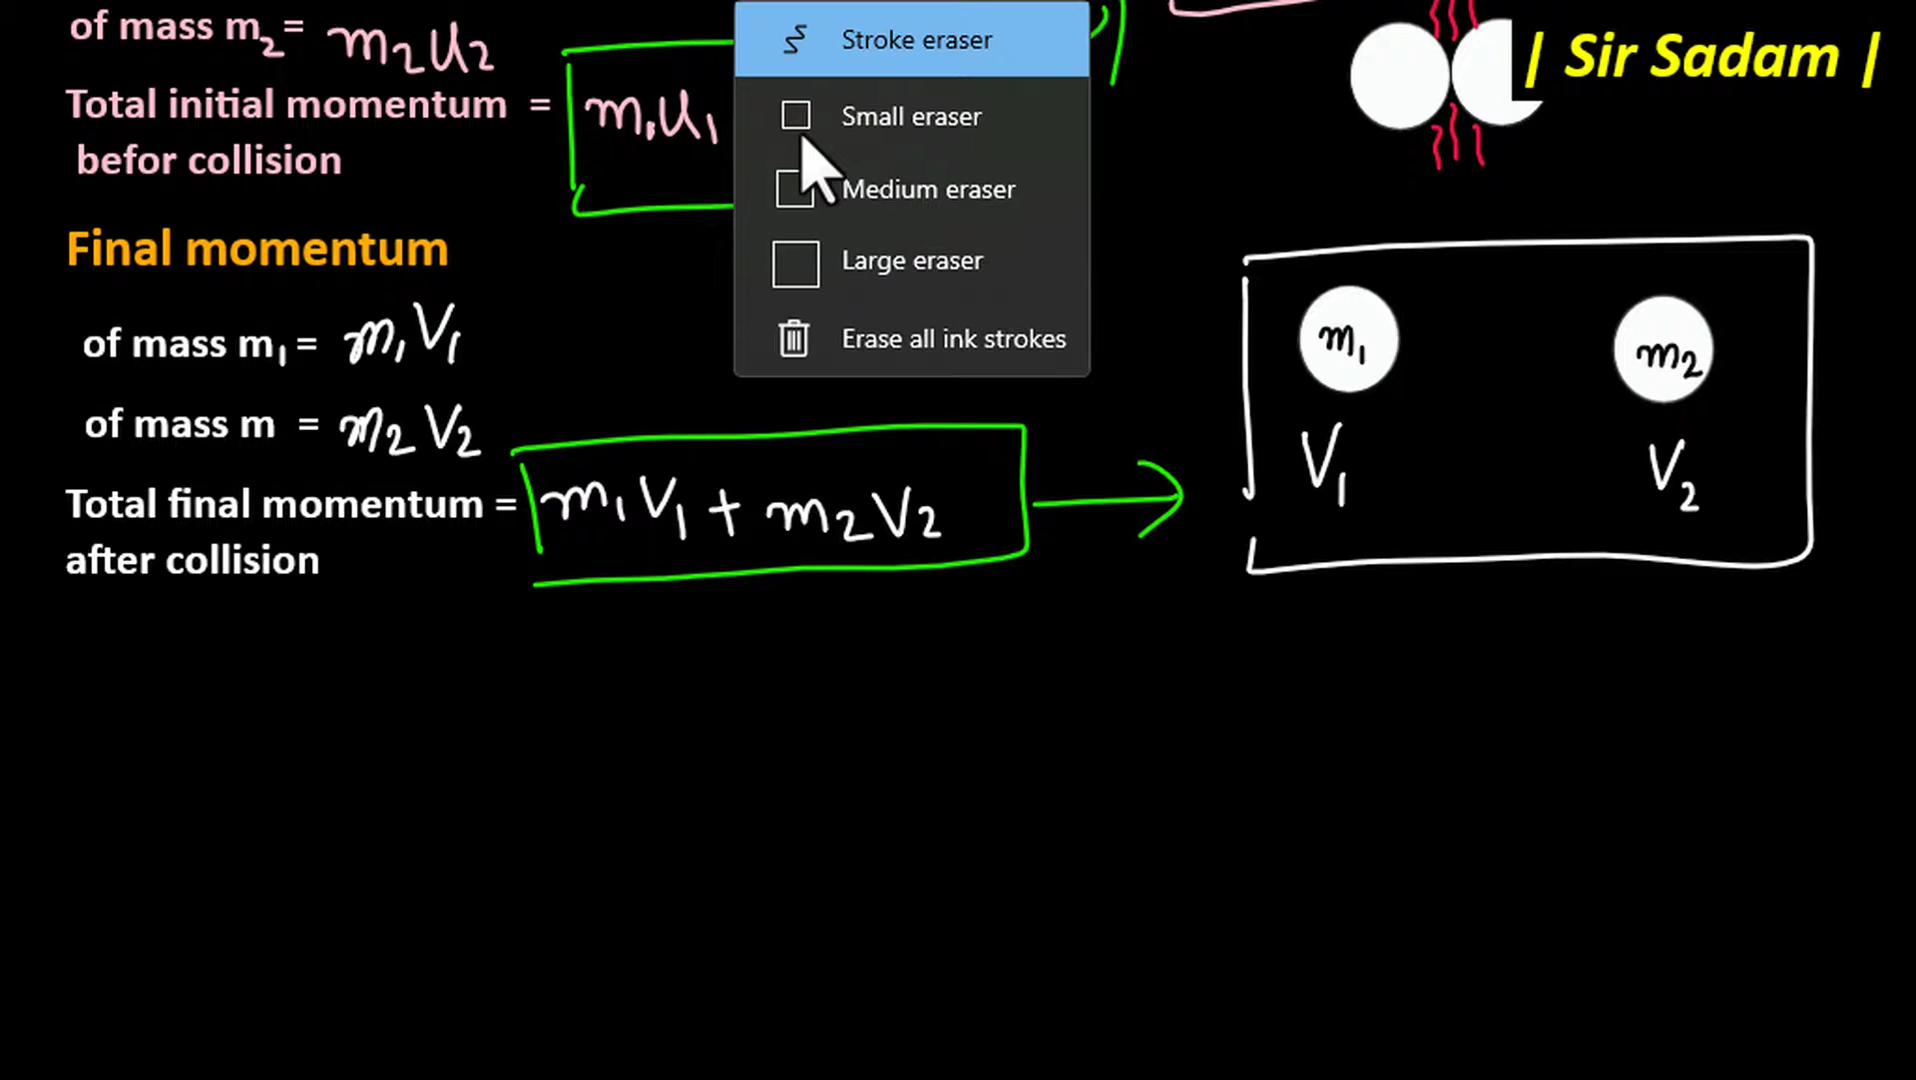 of mass m₂ = m₂u₂
Total initial momentum = m₁u₁
befor collision
Final momentum
of mass m₁ = m₁V₁
of mass m = m₂V₂
Total final momentum = m₁V₁ + m₂V₂
after collision
Stroke eraser
Small eraser
Medium eraser
Large eraser
Erase all ink strokes
| Sir Sadam |
m₁
m₂
V₁
V₂